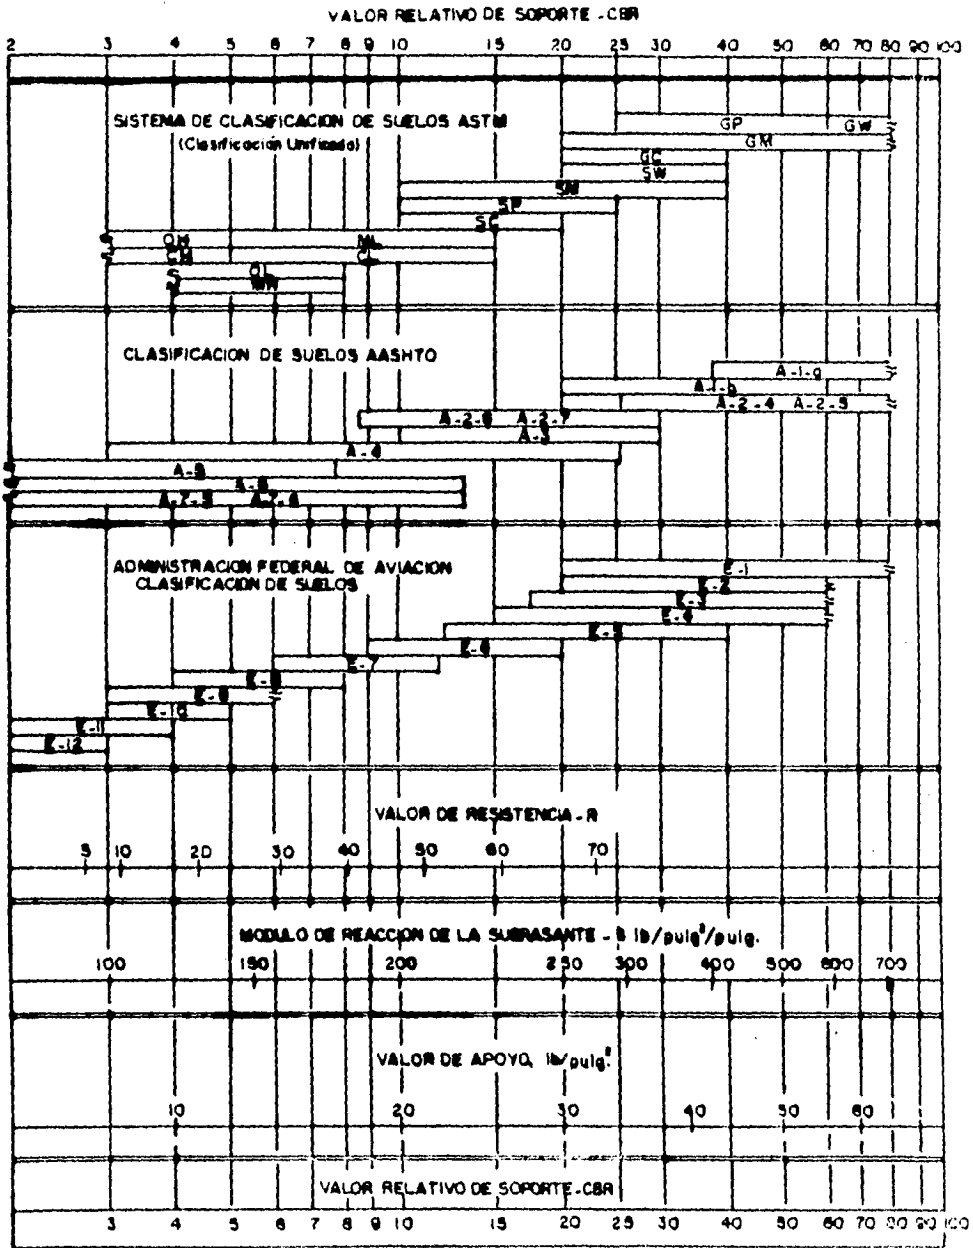 VALOR RELATIVO DE SOPORTE - CBR
2 3 4 5 6 7 8 9 10 15 20 25 30 40 50 60 70 80 90 100
SISTEMA DE CLASIFICACION DE SUELOS ASTM
(Clasificación Unificada)
GP GW
GM
GC
SW
SM
SP
SC
OH ML
CH CL
OL
MH
CLASIFICACION DE SUELOS AASHTO
A-1-a
A-1-b
A-2-4 A-2-5
A-2-6 A-2-7
A-3
A-4
A-5
A-6
A-7-5 A-7-6
ADMINISTRACION FEDERAL DE AVIACION
CLASIFICACION DE SUELOS
E-1
E-2
E-3
E-4
E-5
E-6
E-7
E-8
E-9
E-10
E-11
E-12
VALOR DE RESISTENCIA - R
5 10 20 30 40 50 60 70
MODULO DE REACCION DE LA SUBRASANTE - k lb/pulg²/pulg.
100 150 200 250 300 400 500 600 700
VALOR DE APOYO, lb/pulg².
10 20 30 40 50 60
VALOR RELATIVO DE SOPORTE - CBR
3 4 5 6 7 8 9 10 15 20 25 30 40 50 60 70 80 90 100